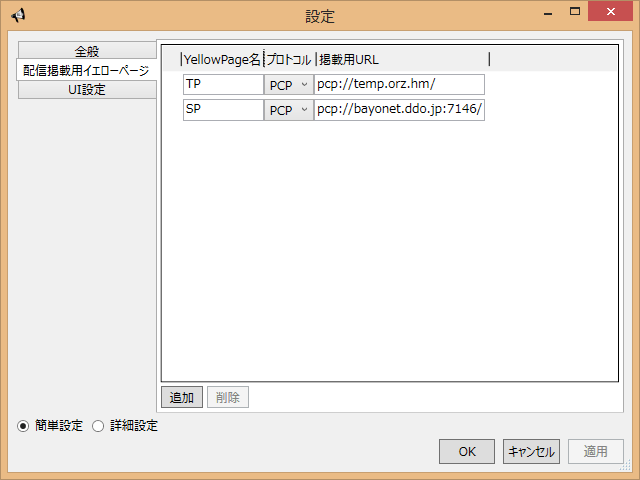 設定
全般
配信掲載用イエローページ
UI設定
YellowPage名 プロトコル 掲載用URL
TP PCP pcp://temp.orz.hm/
SP PCP pcp://bayonet.ddo.jp:7146/
追加 削除
簡単設定 詳細設定
OK キャンセル 適用